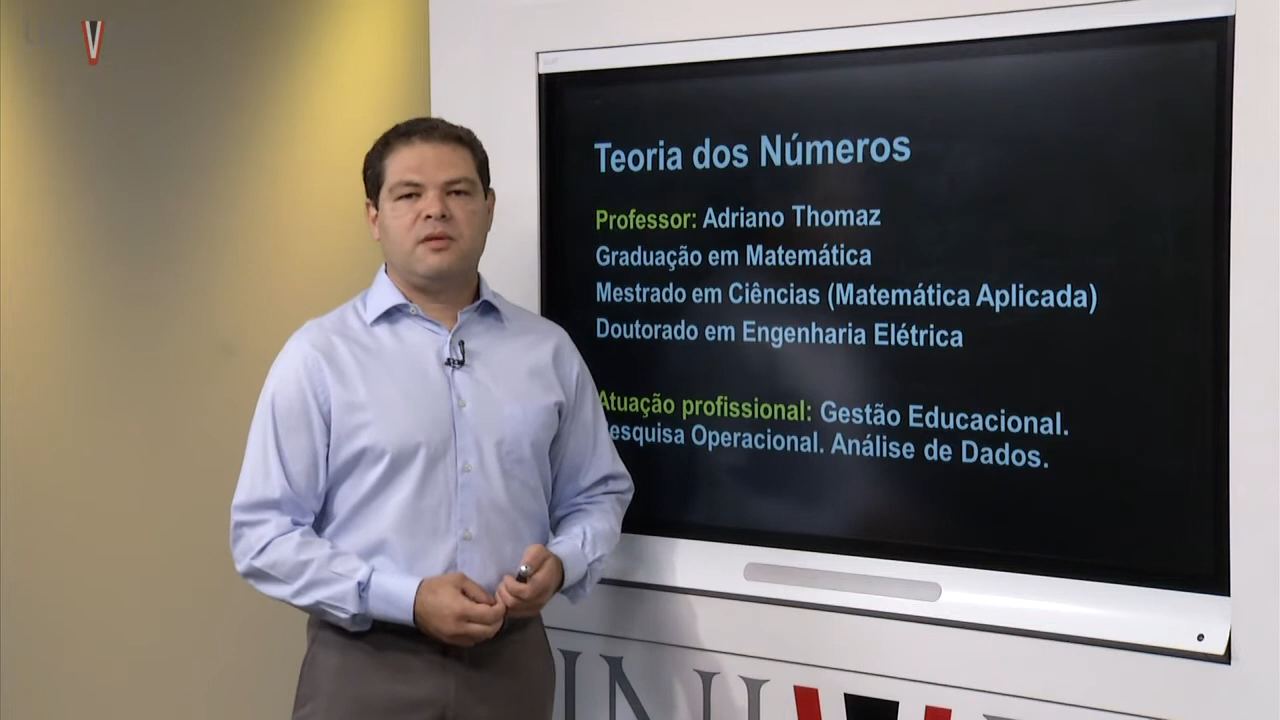 Teoria dos Números
Professor: Adriano Thomaz
Graduação em Matemática
Mestrado em Ciências (Matemática Aplicada)
Doutorado em Engenharia Elétrica
Atuação profissional: Gestão Educacional.
Pesquisa Operacional. Análise de Dados.